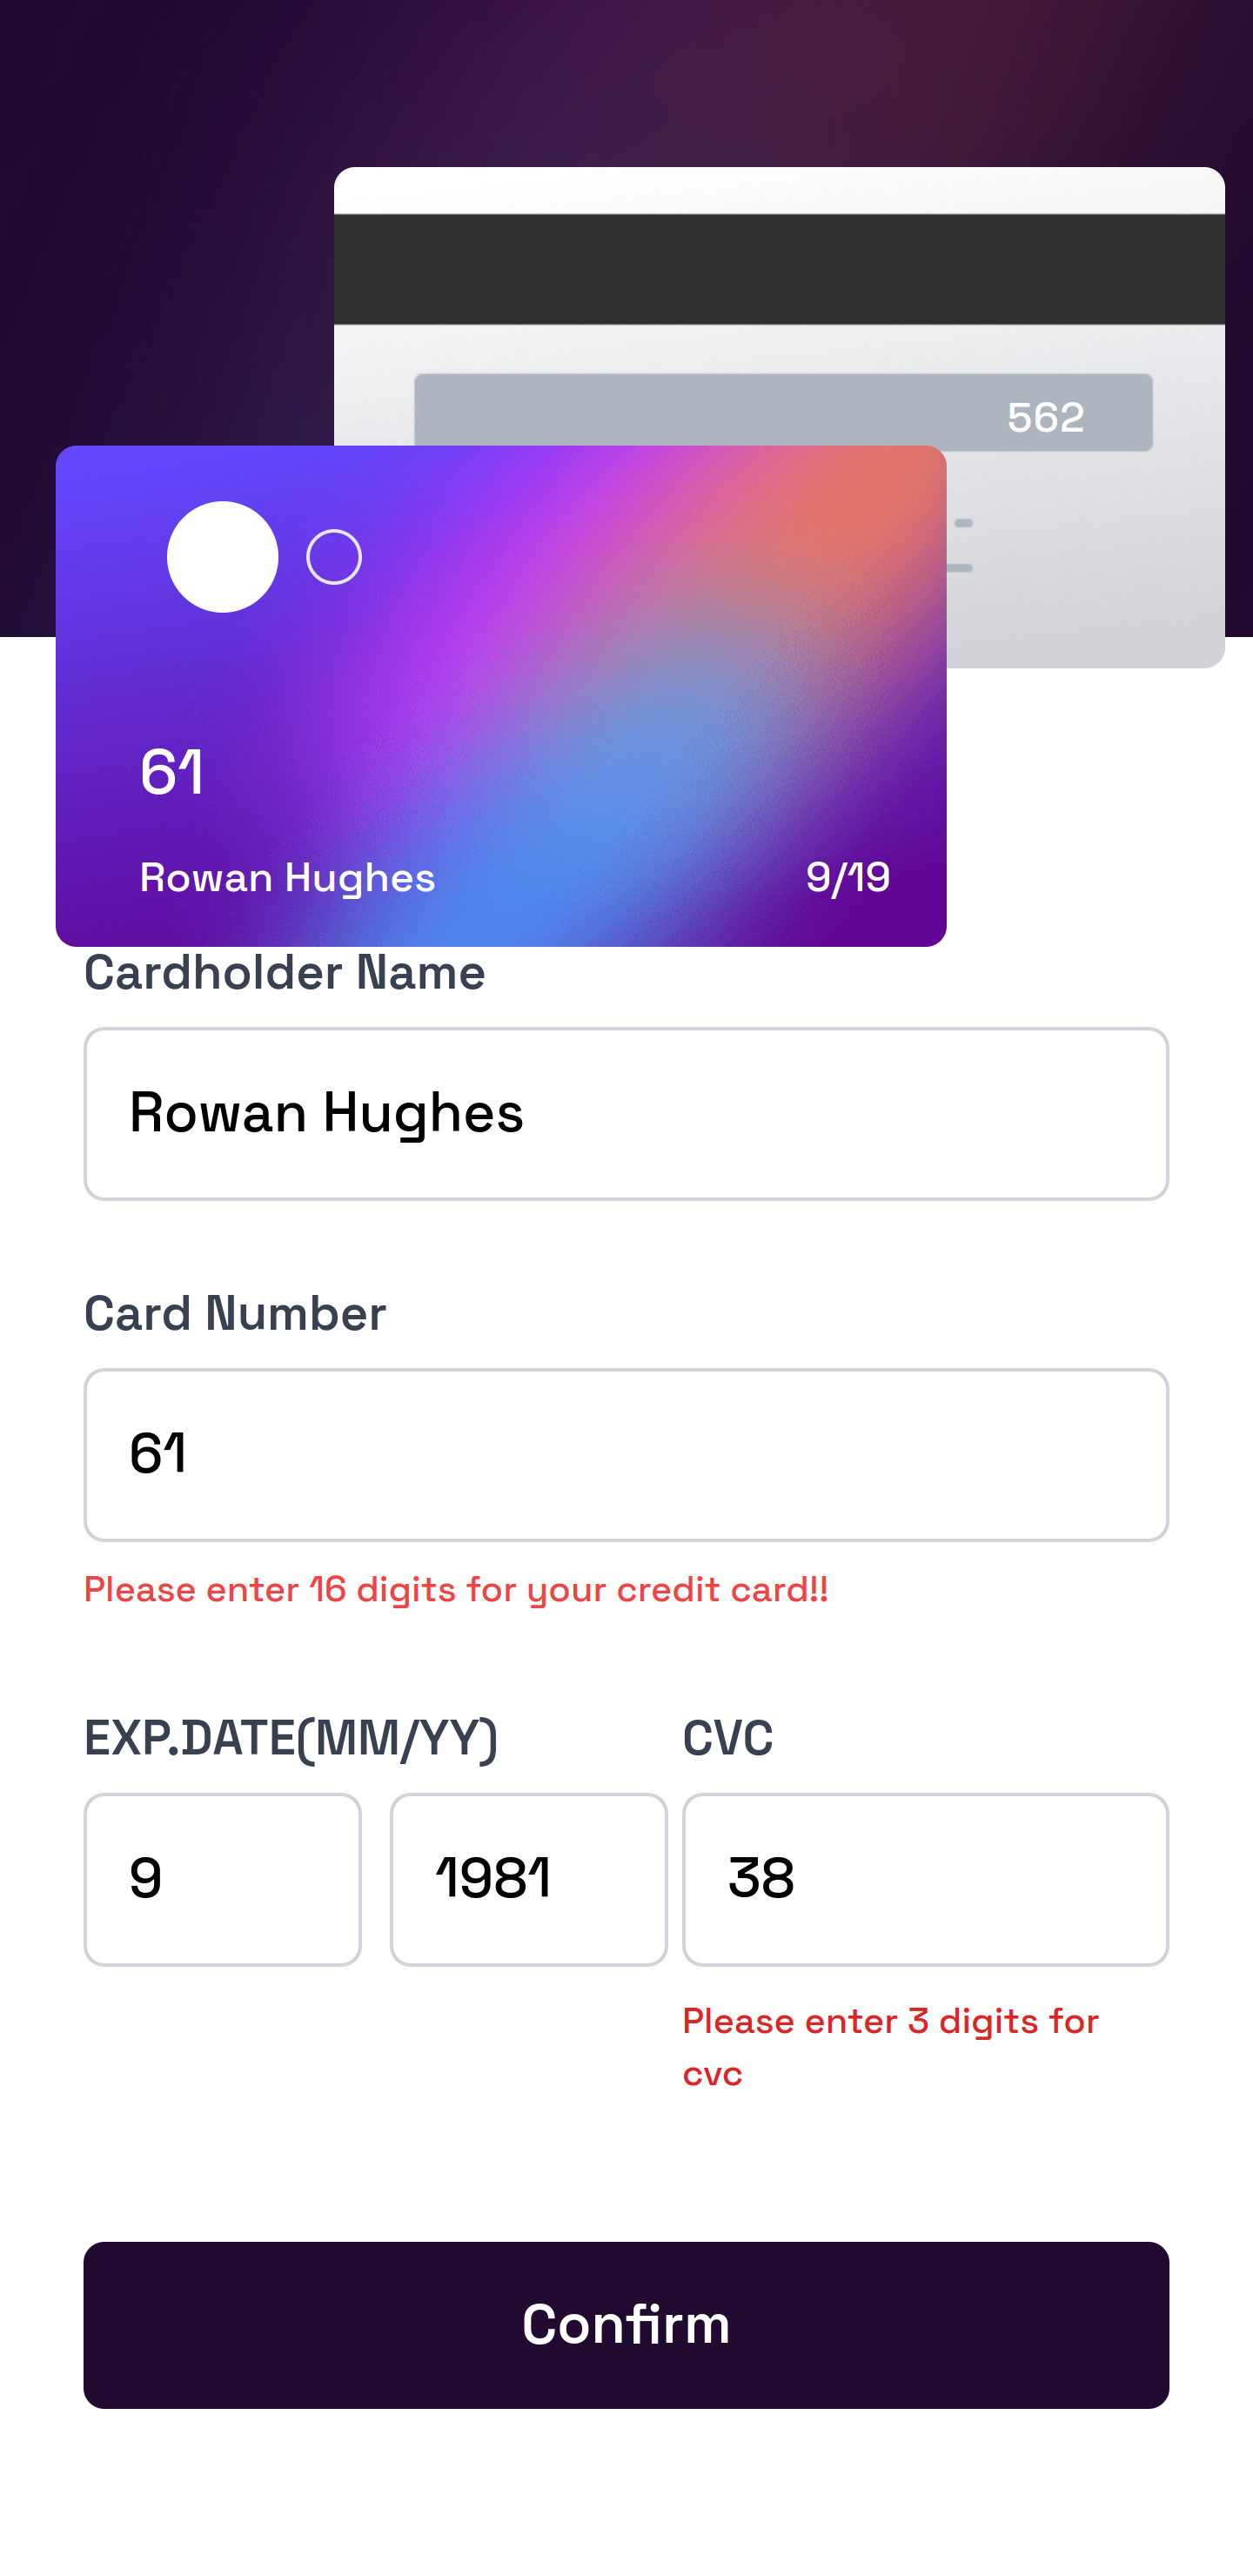 562
61
Rowan Hughes 9/19
Cardholder Name
Rowan Hughes
Card Number
61
Please enter 16 digits for your credit card!!
EXP.DATE(MM/YY) CVC
9 1981 38
Please enter 3 digits for
cvc
Confirm